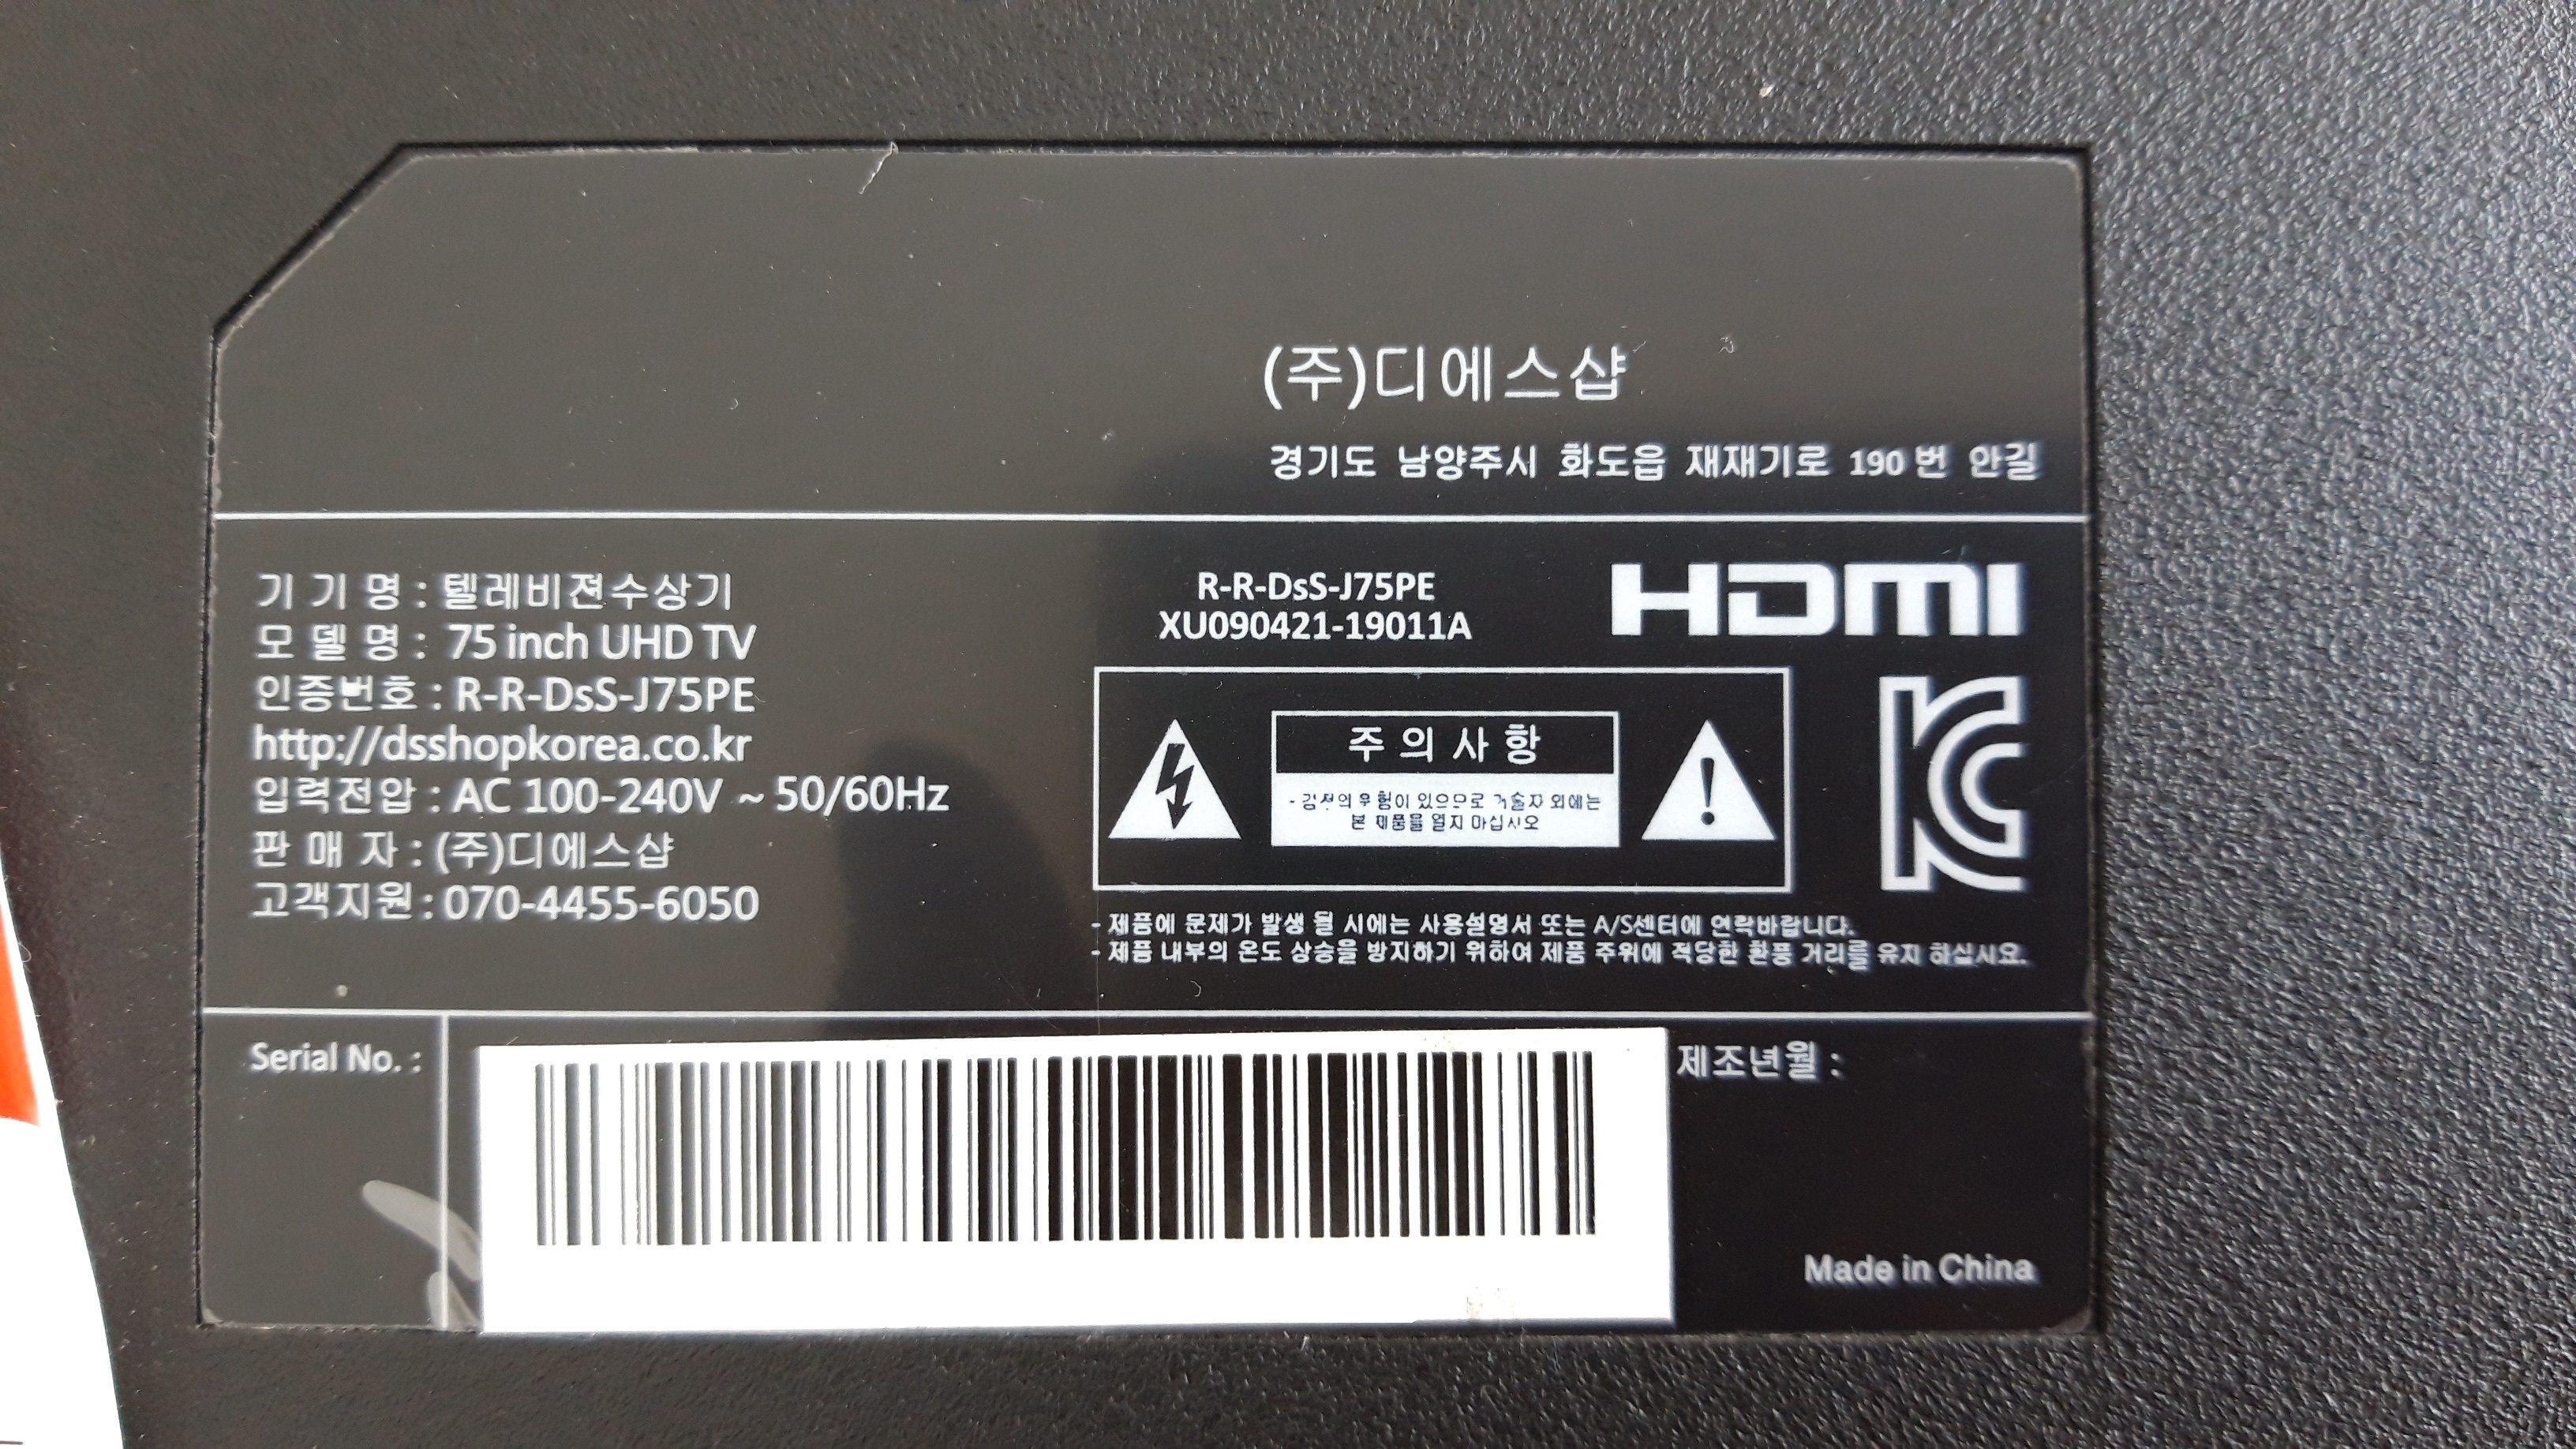 (주)디에스샵
경기도 남양주시 화도읍 재재기로 190번 안길
기 기 명 : 텔레비젼수상기
모 델 명 : 75 inch UHD TV
인증번호 : R-R-DsS-J75PE
http://dsshopkorea.co.kr
입력전압 : AC 100-240V ~ 50/60Hz
판 매 자 : (주)디에스샵
고객지원 : 070-4455-6050
R-R-DsS-J75PE
XU090421-19011A
HDMI
주 의 사 항
- 감전의 위험이 있으므로 기술자 외에는
본 제품을 열지 마십시오
KC
- 제품에 문제가 발생 될 시에는 사용설명서 또는 A/S센터에 연락바랍니다.
- 제품 내부의 온도 상승을 방지하기 위하여 제품 주위에 적당한 환풍 거리를 유지 하십시요.
Serial No. :
제조년월 :
Made in China